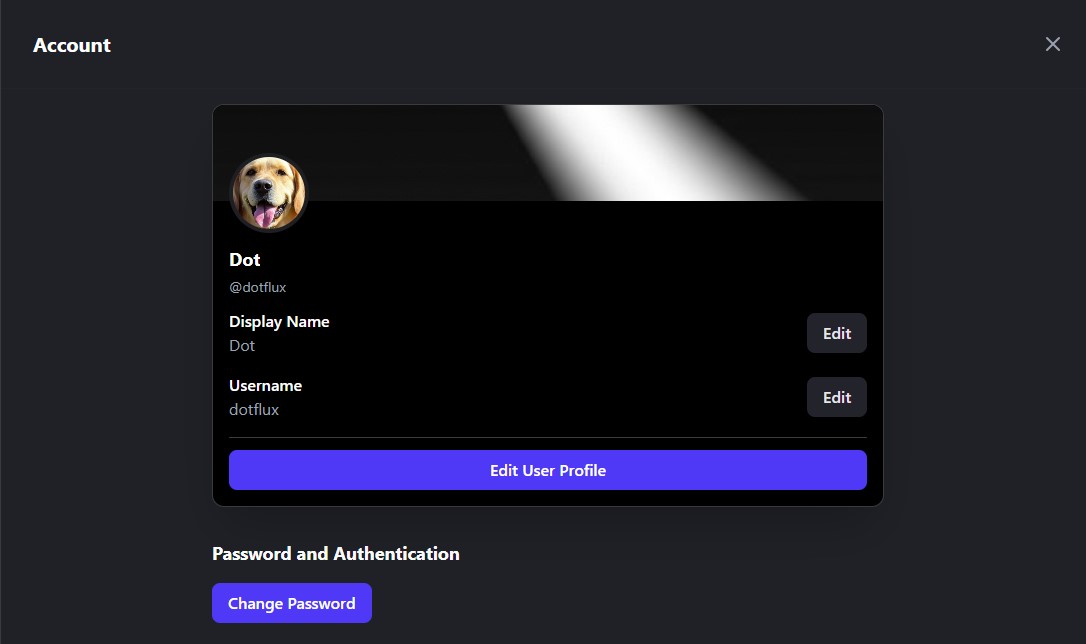 Account
Dot
@dotflux
Display Name
Dot
Edit
Username
dotflux
Edit
Edit User Profile
Password and Authentication
Change Password